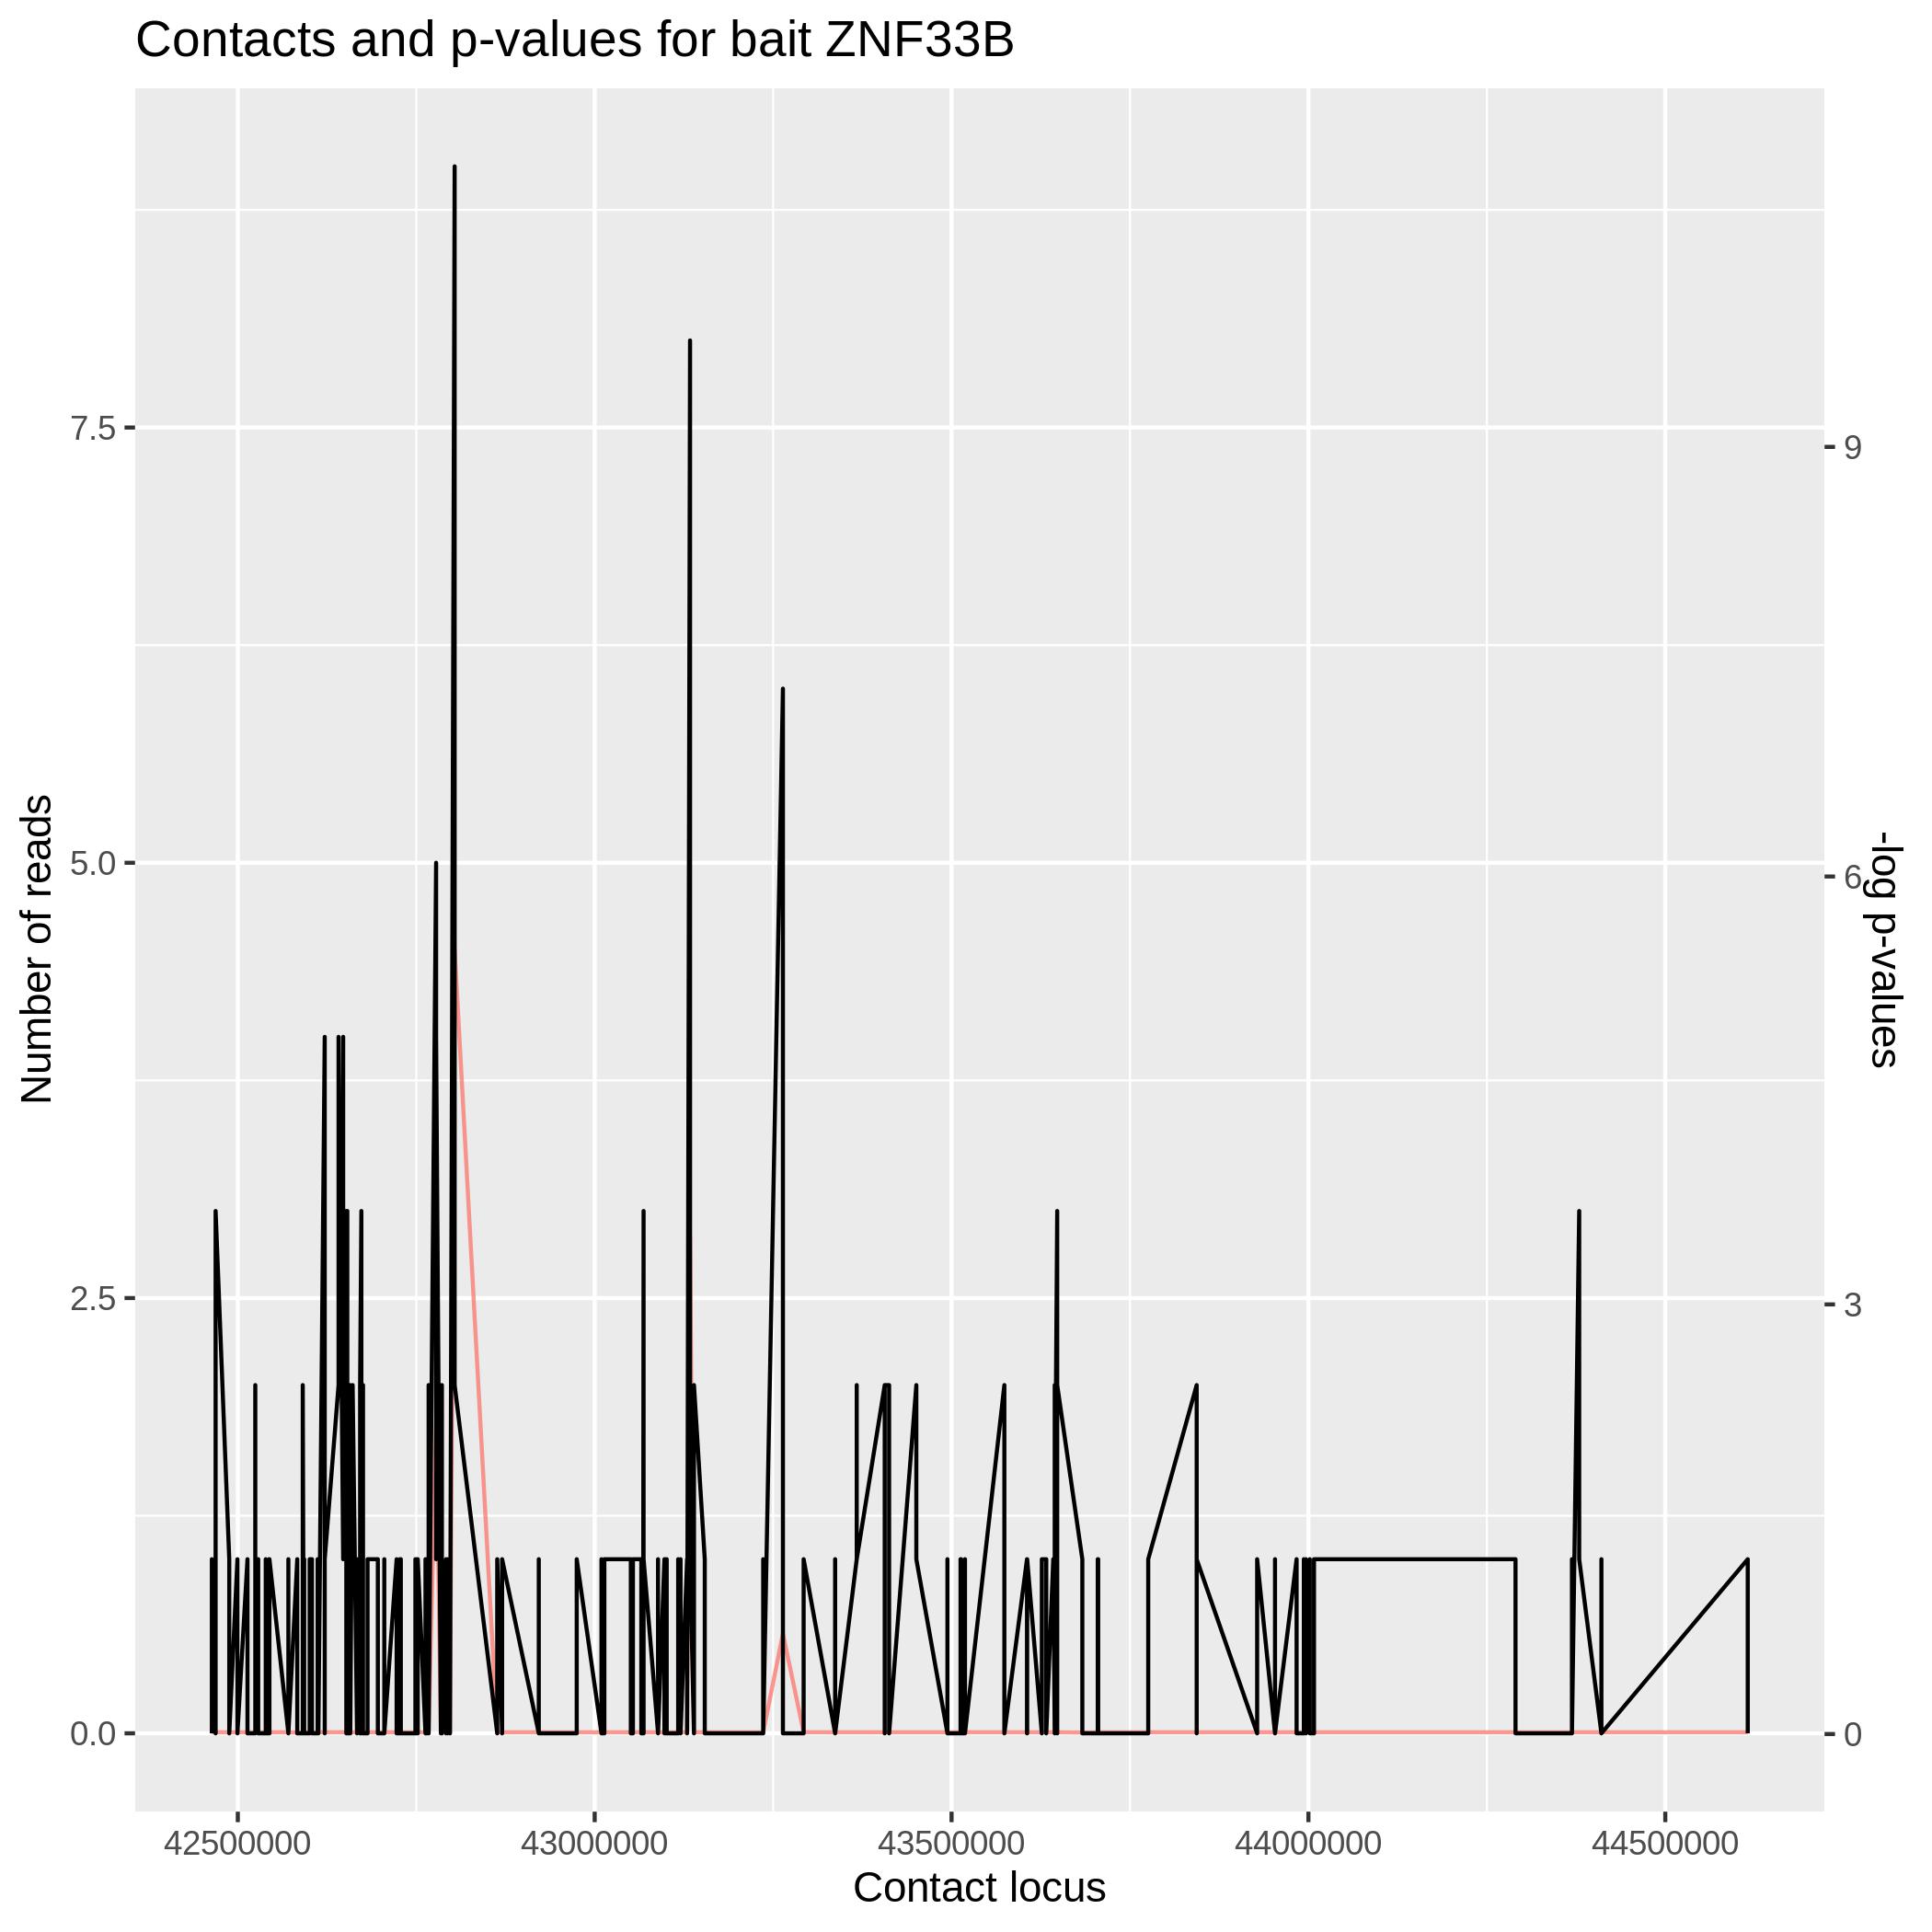 Contacts and p-values for bait ZNF33B
Number of reads
7.5
5.0
2.5
0.0
9
6
3
0
-log p-values
42500000 43000000 43500000 44000000 44500000
Contact locus